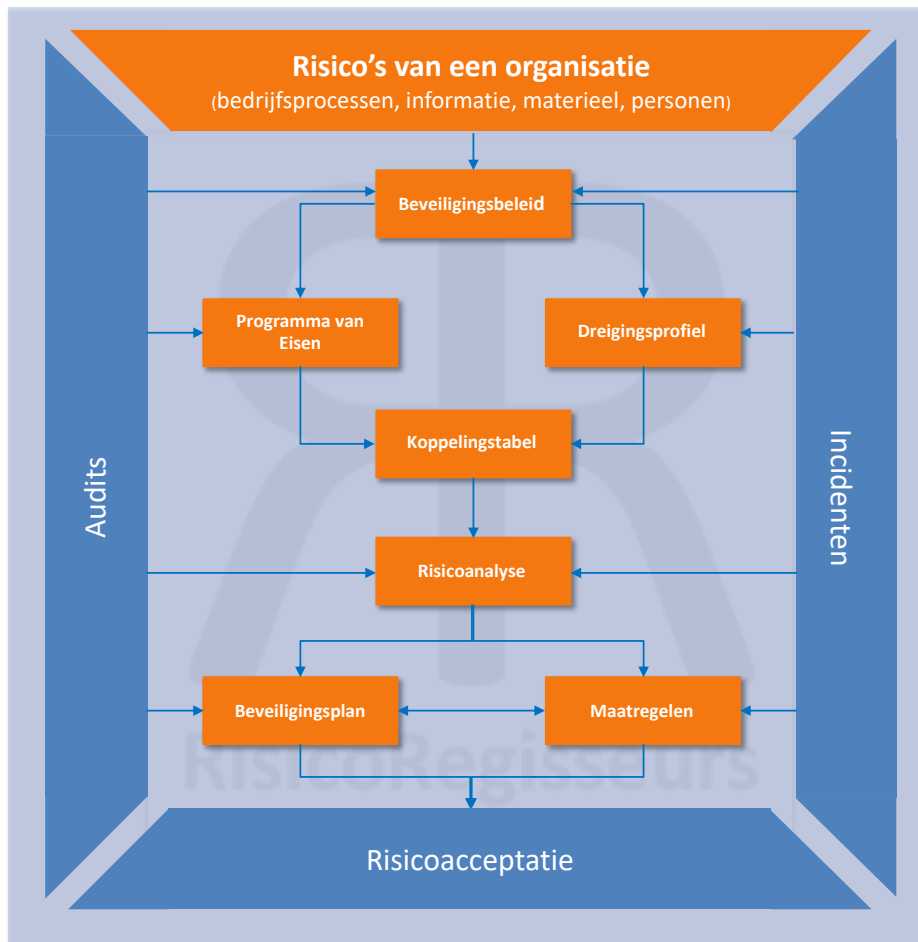 Risico’s van een organisatie
(bedrijfsprocessen, informatie, materieel, personen)
Beveiligingsbeleid
Programma van
Eisen
Dreigingsprofiel
Koppelingstabel
Audits
Incidenten
Risicoanalyse
Beveiligingsplan
Maatregelen
RisicoRegisseurs
Risicoacceptatie